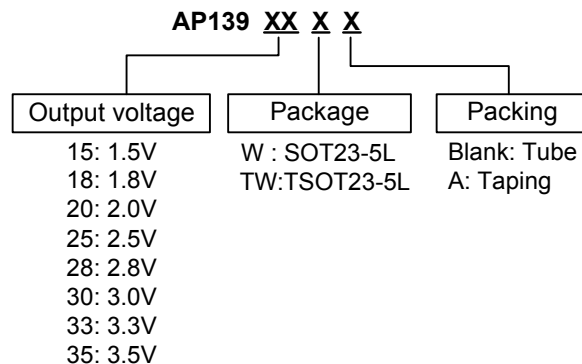 AP139 XX X X
Output voltage
15: 1.5V
18: 1.8V
20: 2.0V
25: 2.5V
28: 2.8V
30: 3.0V
33: 3.3V
35: 3.5V
Package
W : SOT23-5L
TW:TSOT23-5L
Packing
Blank: Tube
A: Taping